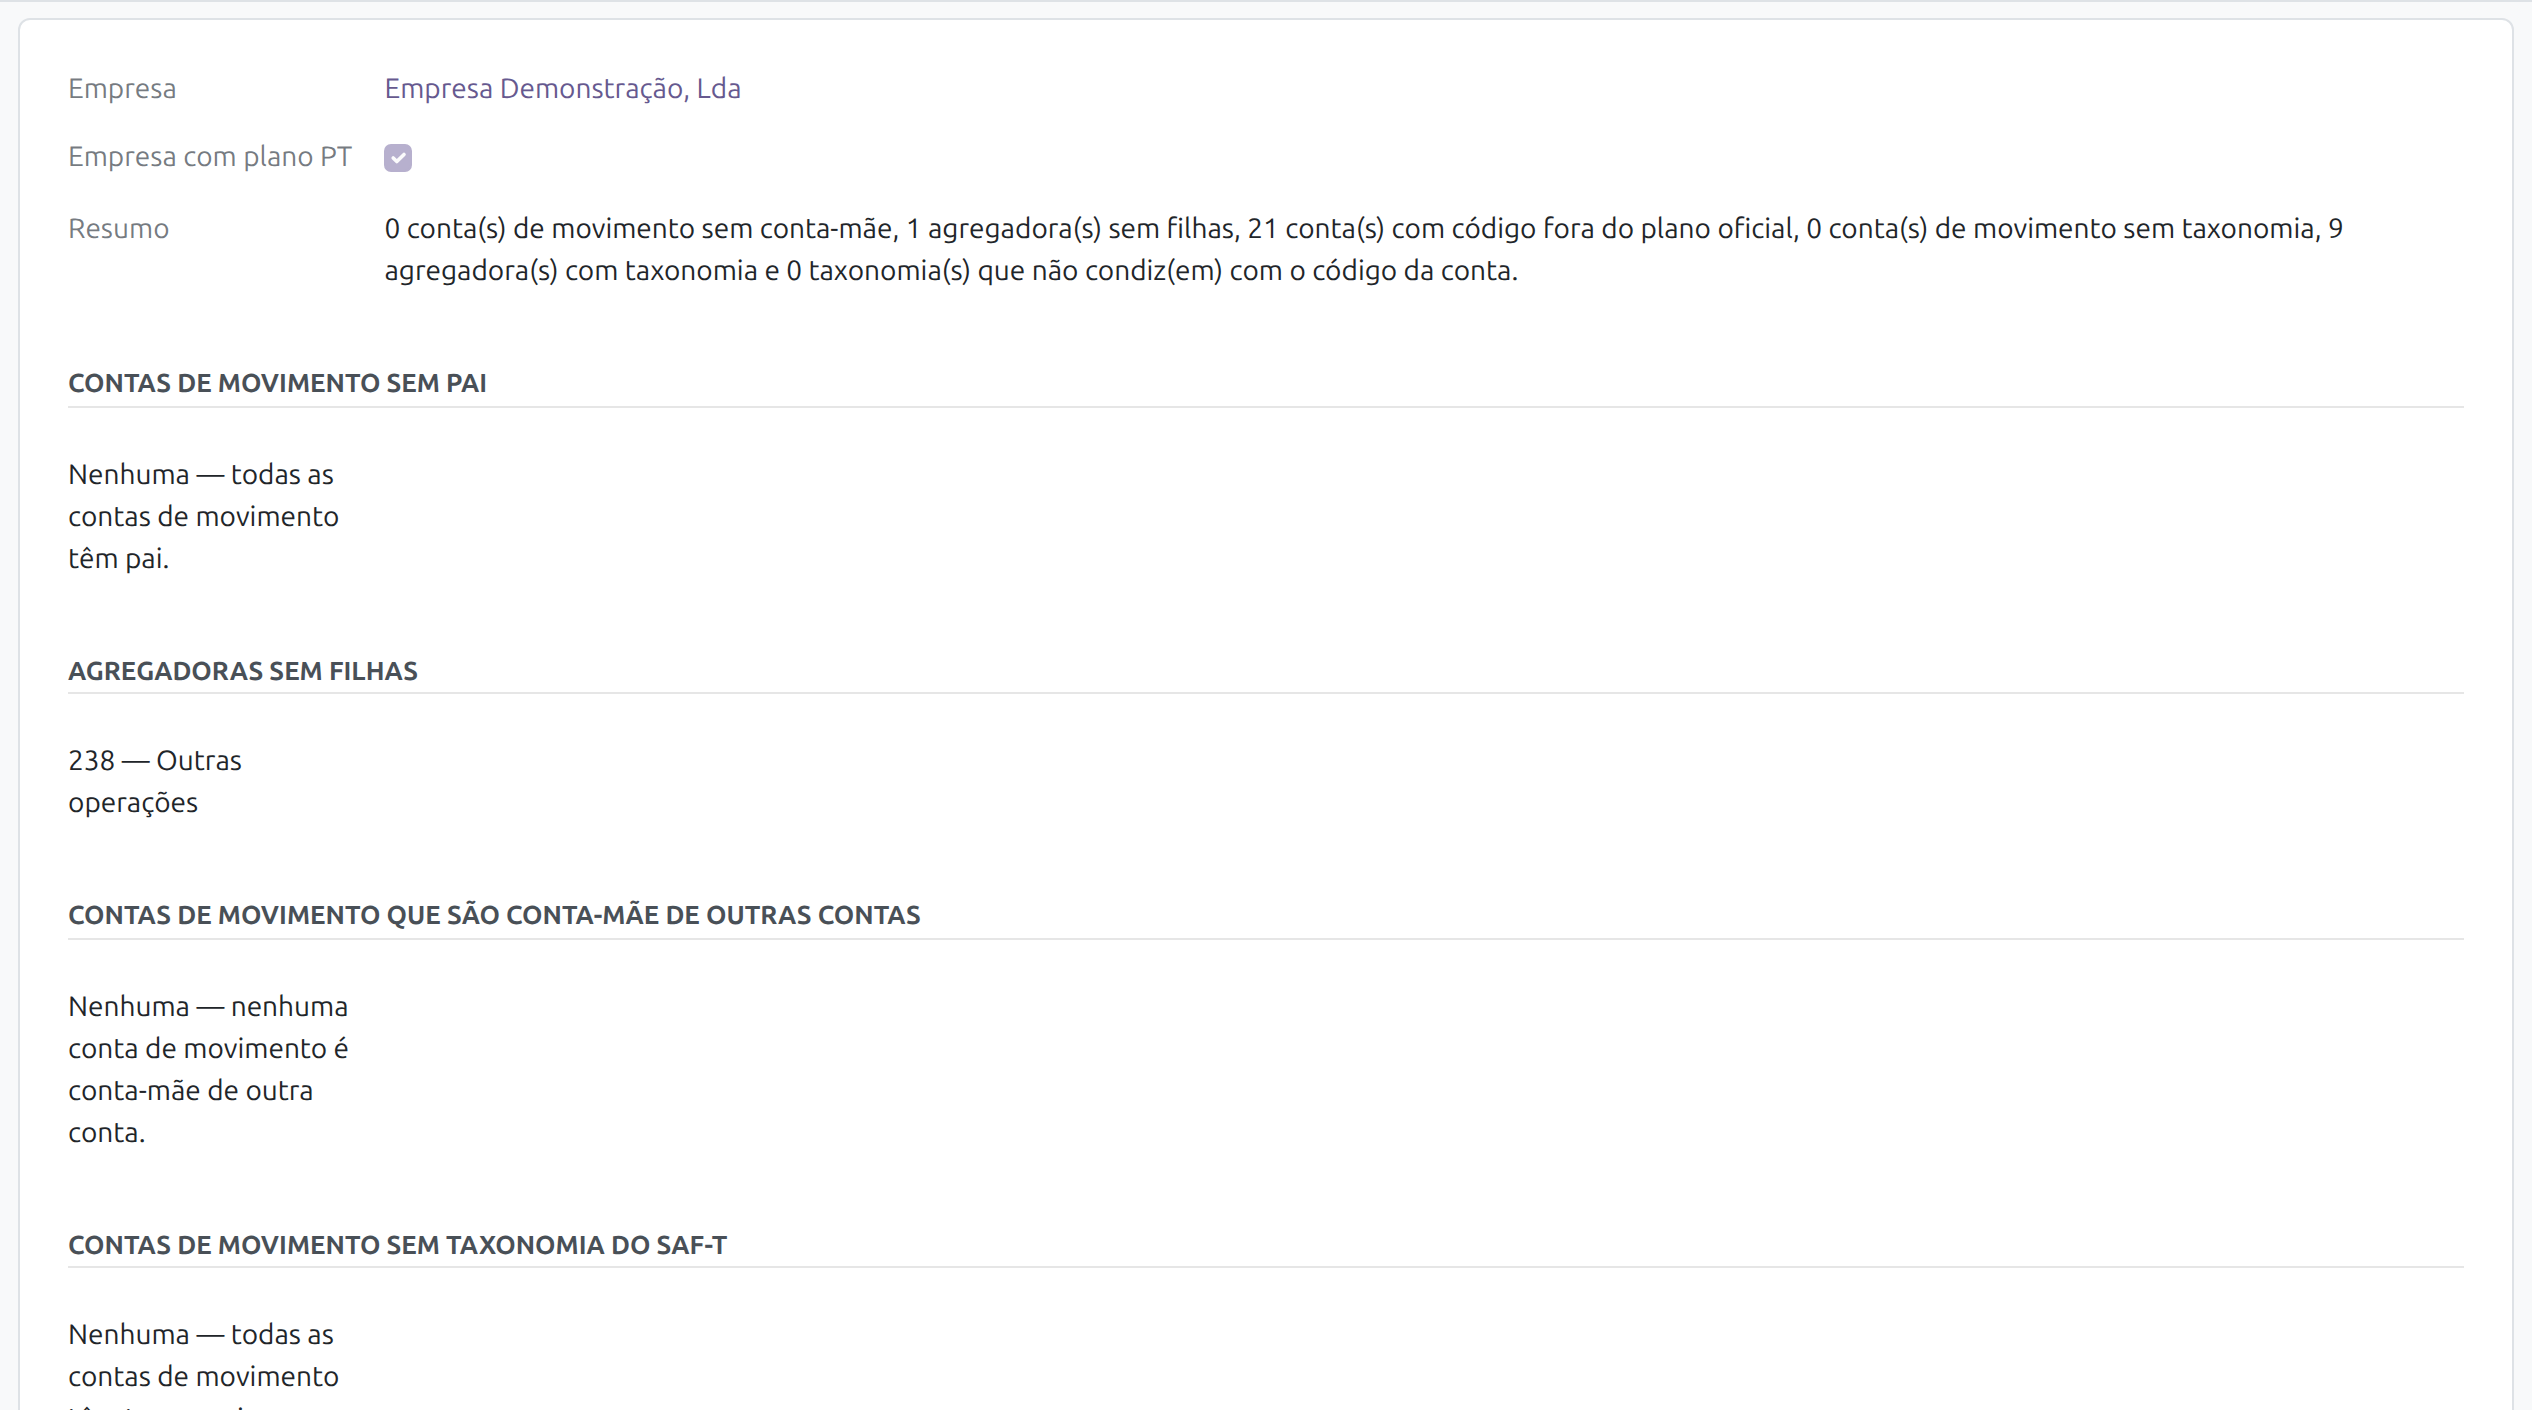 Empresa Empresa Demonstração, Lda
Empresa com plano PT
Resumo 0 conta(s) de movimento sem conta-mãe, 1 agregadora(s) sem filhas, 21 conta(s) com código fora do plano oficial, 0 conta(s) de movimento sem taxonomia, 9
agregadora(s) com taxonomia e 0 taxonomia(s) que não condiz(em) com o código da conta.
CONTAS DE MOVIMENTO SEM PAI
Nenhuma — todas as
contas de movimento
têm pai.
AGREGADORAS SEM FILHAS
238 — Outras
operações
CONTAS DE MOVIMENTO QUE SÃO CONTA-MÃE DE OUTRAS CONTAS
Nenhuma — nenhuma
conta de movimento é
conta-mãe de outra
conta.
CONTAS DE MOVIMENTO SEM TAXONOMIA DO SAF-T
Nenhuma — todas as
contas de movimento